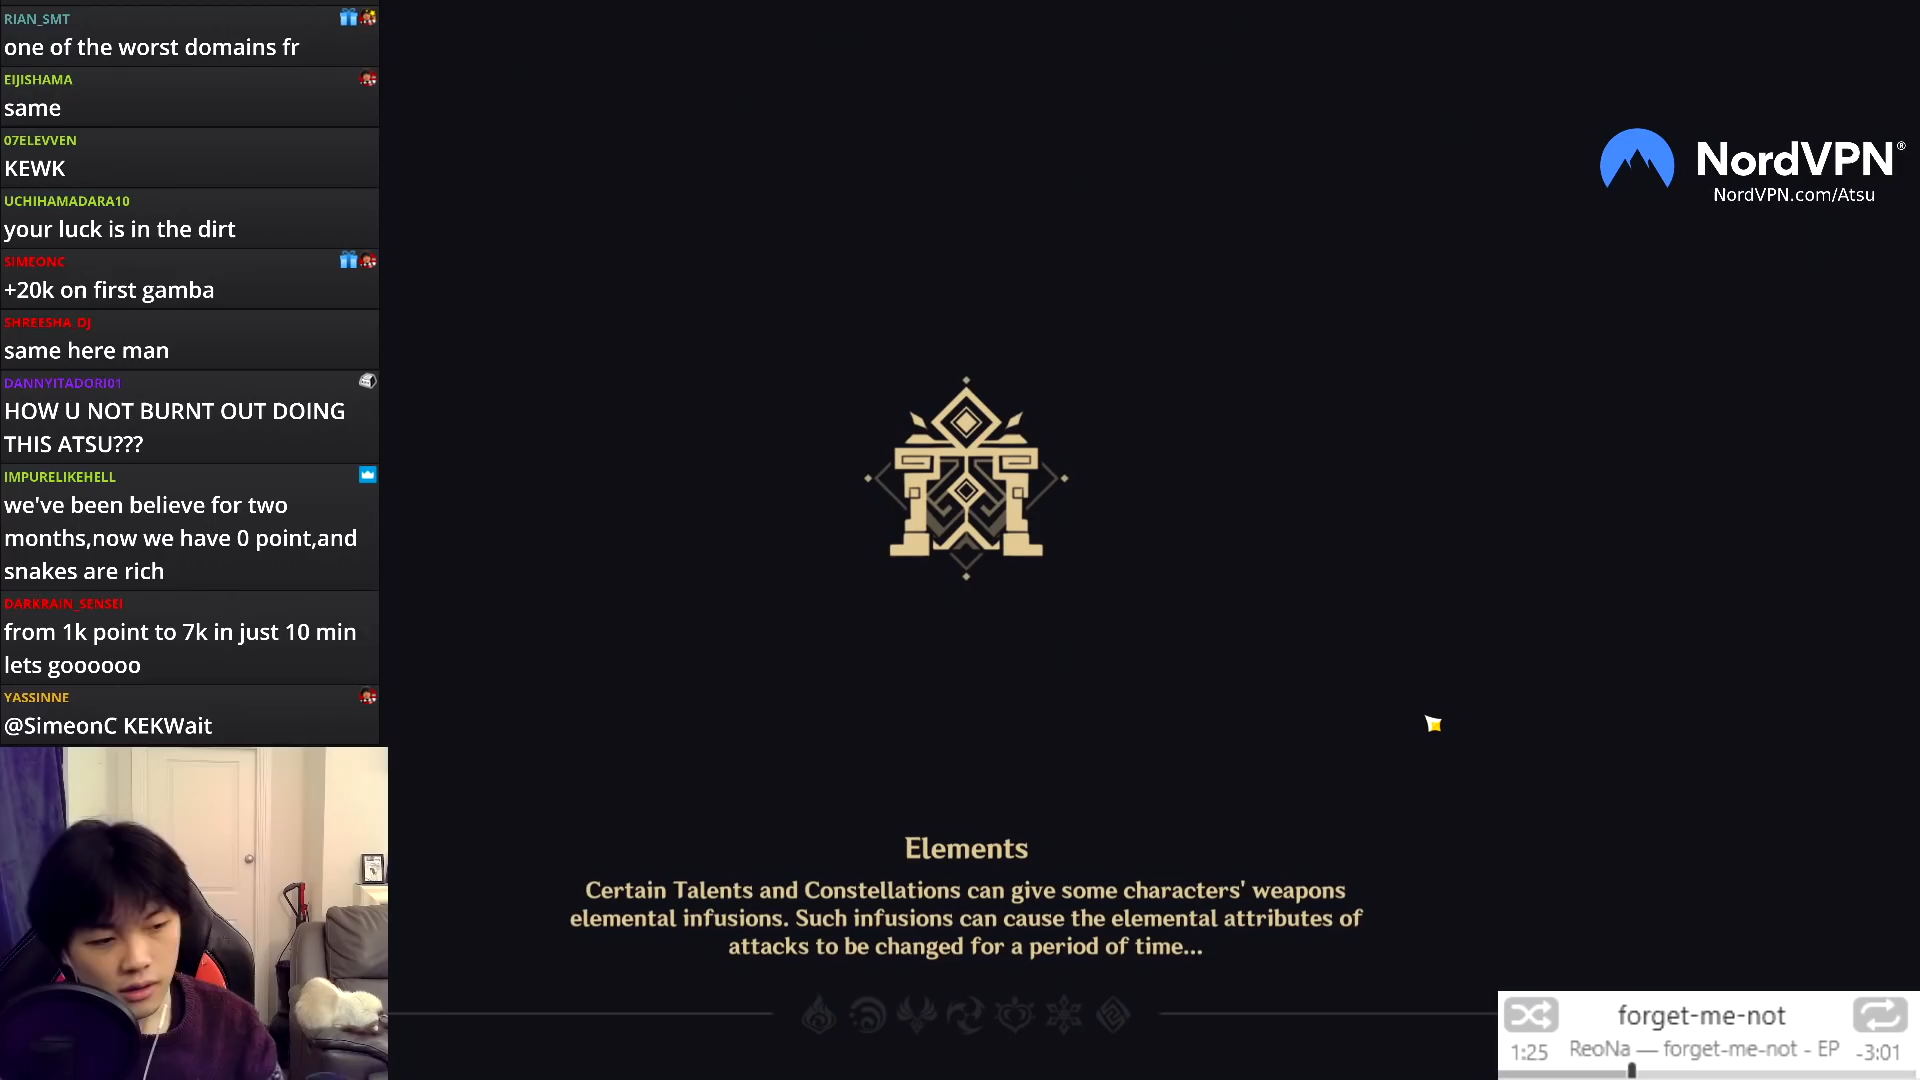 RIAN_SMT
one of the worst domains fr
EIJISHAMA
same
07ELEVVEN
KEWK
UCHIHAMADARA10
your luck is in the dirt
SIMEONC
+20k on first gamba
SHREESHA_DJ
same here man
DANNYITADORI01
HOW U NOT BURNT OUT DOING
THIS ATSU???
IMPURELIKEHELL
we've been believe for two
months,now we have 0 point,and
snakes are rich
DARKRAIN_SENSEI
from 1k point to 7k in just 10 min
lets goooooo
YASSINNE
@SimeonC KEKWait
NordVPN®
NordVPN.com/Atsu
Elements
Certain Talents and Constellations can give some characters' weapons
elemental infusions. Such infusions can cause the elemental attributes of
attacks to be changed for a period of time...
forget-me-not
1:25 ReoNa — forget-me-not - EP -3:01